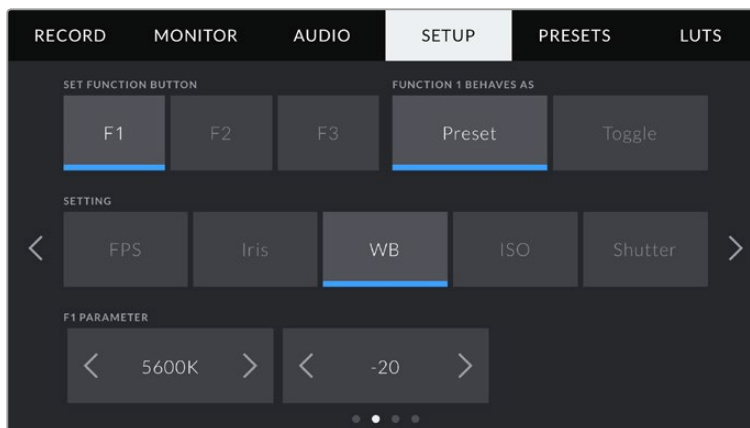 RECORD MONITOR AUDIO SETUP PRESETS LUTS
SET FUNCTION BUTTON FUNCTION 1 BEHAVES AS
F1 F2 F3 Preset Toggle
SETTING
FPS Iris WB ISO Shutter
F1 PARAMETER
5600K -20